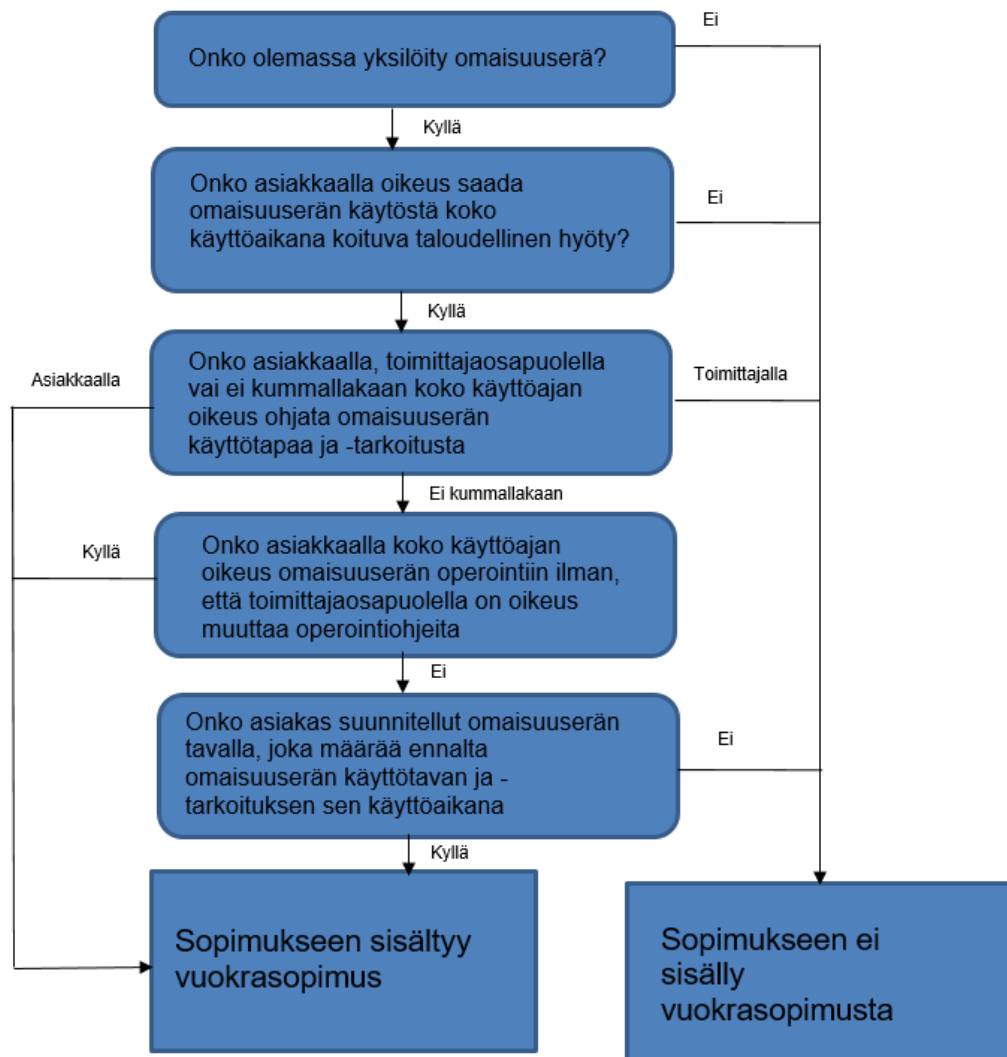 Ei
Onko olemassa yksilöity omaisuuserä?
Kyllä
Onko asiakkaalla oikeus saada
omaisuuserän käytöstä koko
käyttöaikana koituva taloudellinen hyöty?
Ei
Kyllä
Onko asiakkaalla, toimittajaosapuolella
vai ei kummallakaan koko käyttöajan
oikeus ohjata omaisuuserän
käyttötapaa ja -tarkoitusta
Asiakkaalla
Toimittajalla
Ei kummallakaan
Onko asiakkaalla koko käyttöajan
oikeus omaisuuserän operointiin ilman,
että toimittajaosapuolella on oikeus
muuttaa operointiohjeita
Kyllä
Ei
Onko asiakas suunnitellut omaisuuserän
tavalla, joka määrää ennalta
omaisuuserän käyttötavan ja -
tarkoituksen sen käyttöaikana
Ei
Kyllä
Sopimukseen sisältyy
vuokrasopimus
Sopimukseen ei
sisälly
vuokrasopimusta